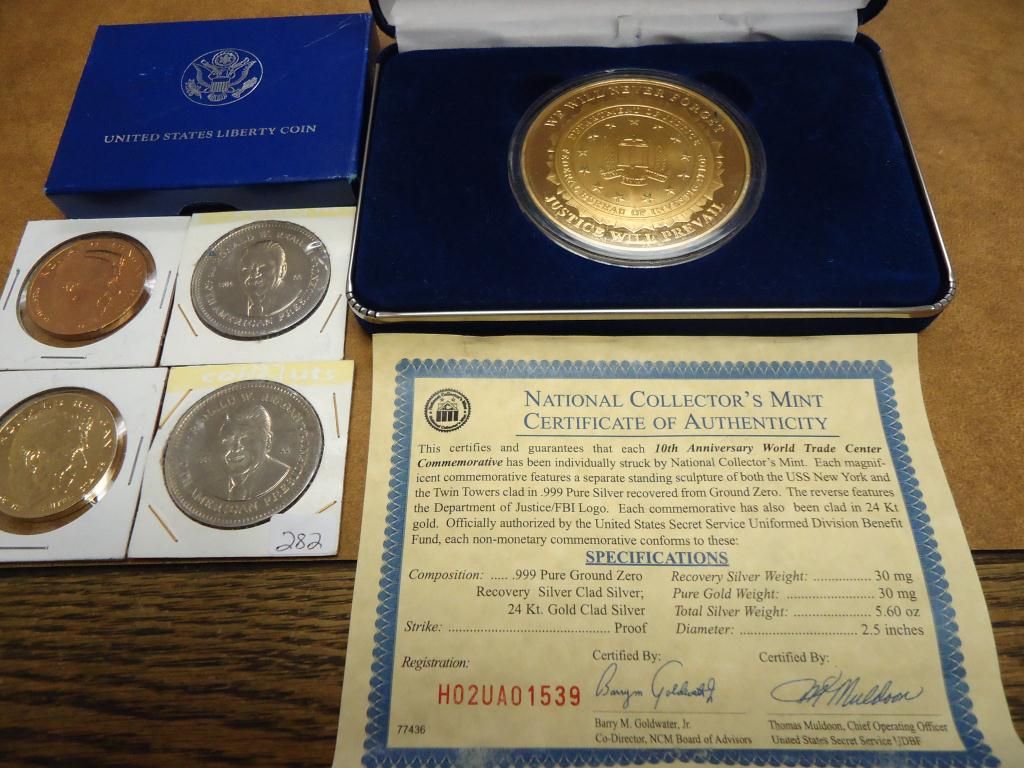 UNITED STATES LIBERTY COIN
WE WILL NEVER FORGET
DEPARTMENT OF JUSTICE
FEDERAL BUREAU OF INVESTIGATION
JUSTICE WILL PREVAIL
AMERICAN PRESIDENT
AMERICAN PRESIDENT
282
NATIONAL COLLECTOR'S MINT
CERTIFICATE OF AUTHENTICITY
This certifies and guarantees that each 10th Anniversary World Trade Center
Commemorative has been individually struck by National Collector's Mint. Each magnif-
icent commemorative features a separate standing sculpture of both the USS New York and
the Twin Towers clad in .999 Pure Silver recovered from Ground Zero. The reverse features
the Department of Justice/FBI Logo. Each commemorative has also been clad in 24 Kt
gold. Officially authorized by the United States Secret Service Uniformed Division Benefit
Fund, each non-monetary commemorative conforms to these:
SPECIFICATIONS
Composition: ..... .999 Pure Ground Zero
Recovery Silver Clad Silver;
24 Kt. Gold Clad Silver
Strike: ........................................ Proof
Recovery Silver Weight: ............... 30 mg
Pure Gold Weight: ..................... 30 mg
Total Silver Weight: .................. 5.60 oz
Diameter: ............................. 2.5 inches
Registration:
H02UA01539
77436
Certified By:
Barry M Goldwater Jr
Barry M. Goldwater, Jr.
Co-Director, NCM Board of Advisors
Certified By:
Muldoon
Thomas Muldoon, Chief Operating Officer
United States Secret Service UDBF